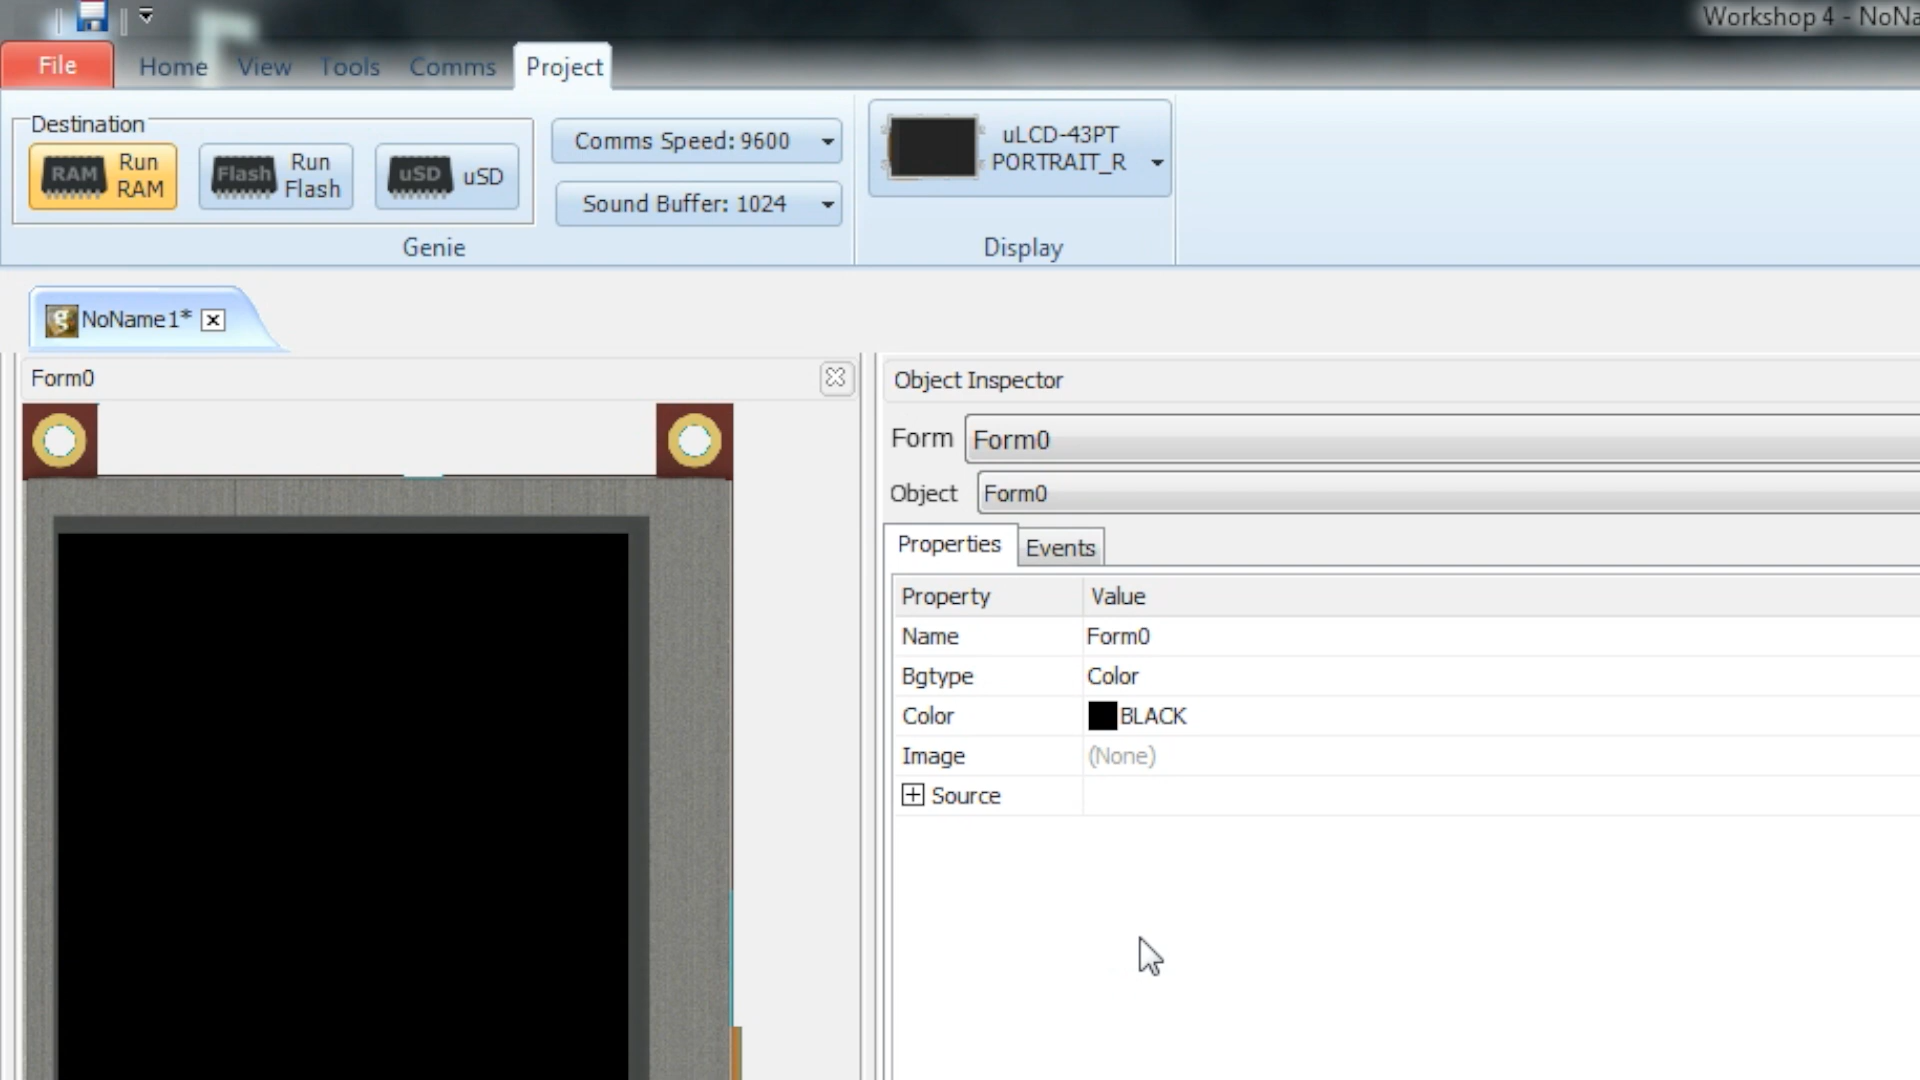 Workshop 4 - NoNa
File Home View Tools Comms Project
Destination
RAM Run RAM
Flash Run Flash
uSD uSD
Comms Speed: 9600
Sound Buffer: 1024
Genie
uLCD-43PT
PORTRAIT_R
Display
g NoName1*
Form0
Object Inspector
Form Form0
Object Form0
Properties Events
Property Value
Name Form0
Bgtype Color
Color BLACK
Image (None)
Source